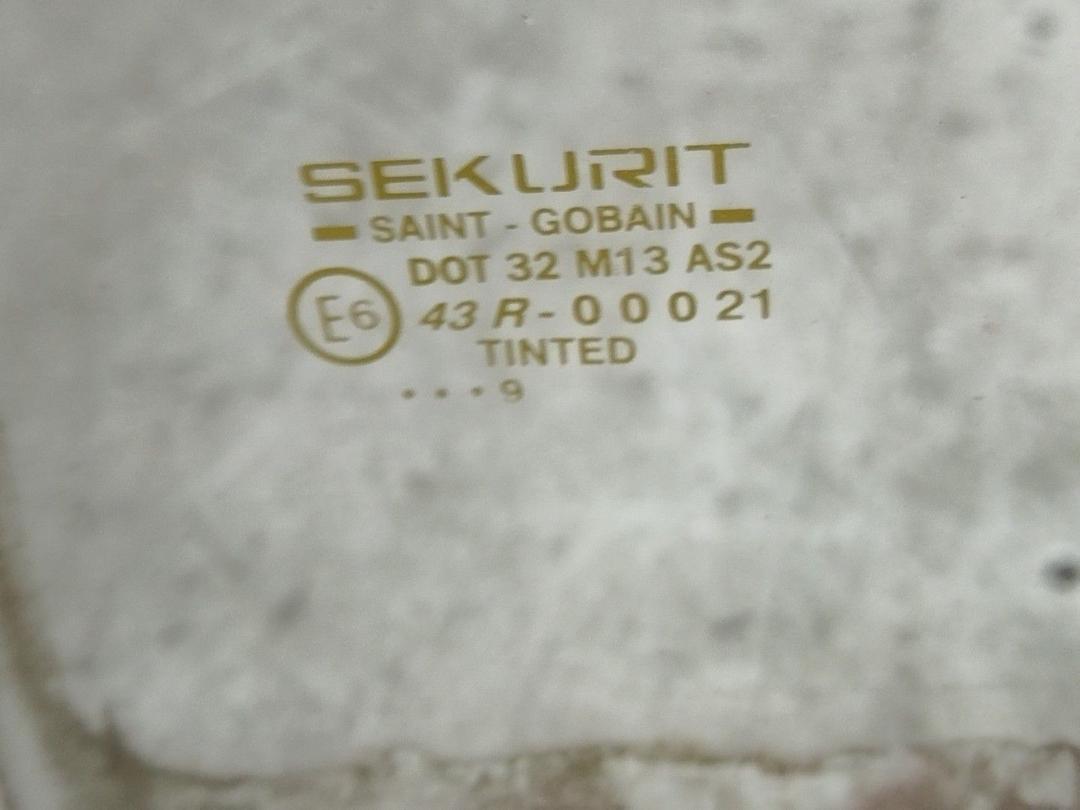 SEKURIT
SAINT - GOBAIN
DOT 32 M13 AS2
E6 43 R - 0 0 0 21
TINTED
• • • 9